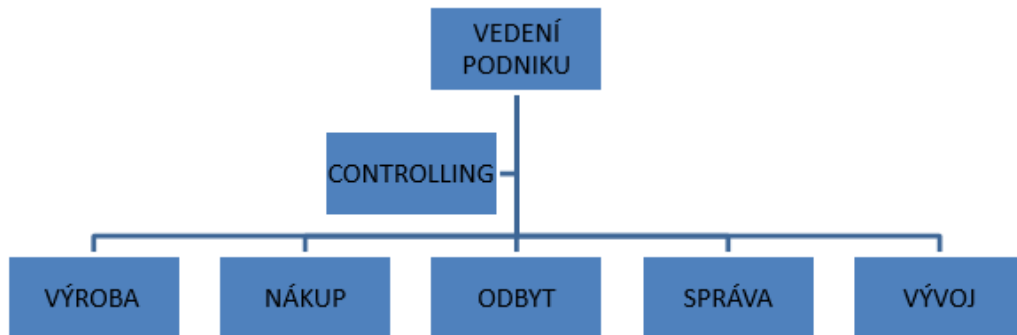 VEDENÍ
PODNIKU
CONTROLLING
VÝROBA
NÁKUP
ODBYT
SPRÁVA
VÝVOJ